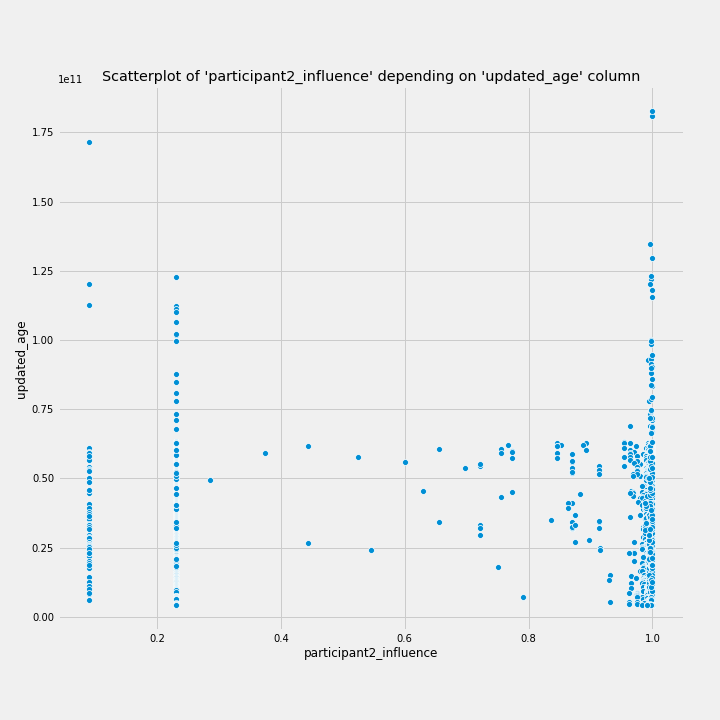 Scatterplot of 'participant2_influence' depending on 'updated_age' column
1e11
1.75
1.50
1.25
1.00
0.75
0.50
0.25
0.00
updated_age
0.2 0.4 0.6 0.8 1.0
participant2_influence